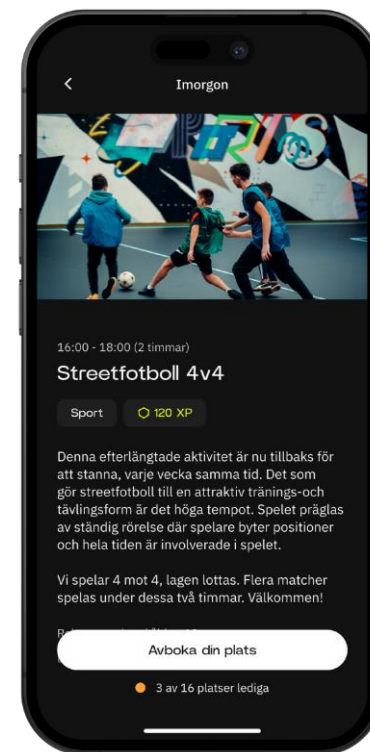 Imorgon
16:00 - 18:00 (2 timmar)
Streetfotboll 4v4
Sport
120 XP
Denna efterlängtade aktivitet är nu tillbaks för
att stanna, varje vecka samma tid. Det som
gör streetfotboll till en attraktiv tränings-och
tävlingsform är det höga tempot. Spelet präglas
av ständig rörelse där spelare byter positioner
och hela tiden är involverade i spelet.
Vi spelar 4 mot 4, lagen lottas. Flera matcher
spelas under dessa två timmar. Välkommen!
Avboka din plats
3 av 16 platser lediga